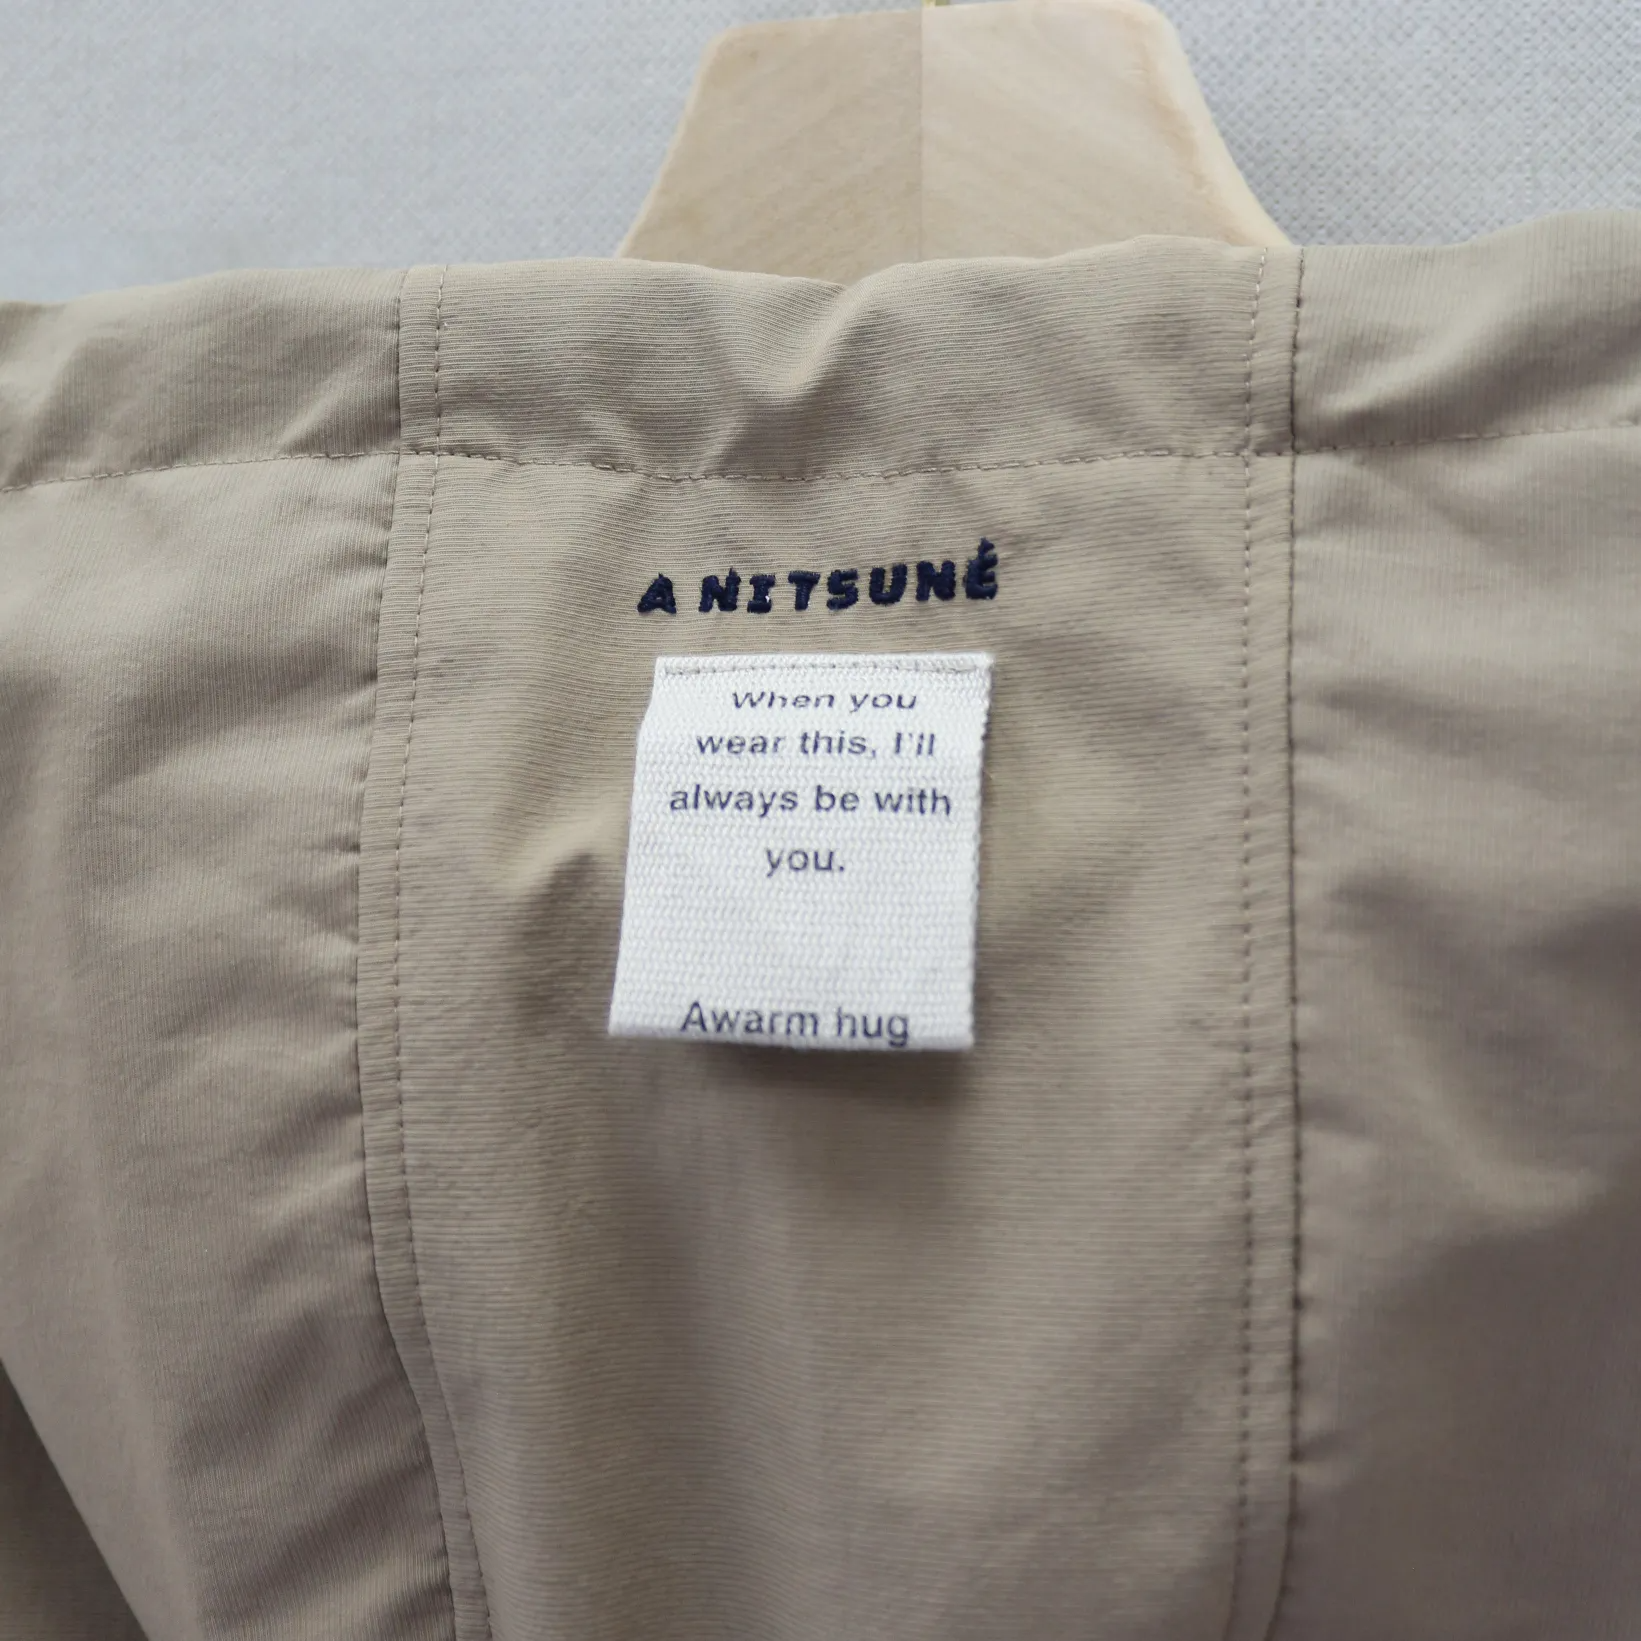 A NITSUNÉ
When you
wear this, I'll
always be with
you.
Awarm hug